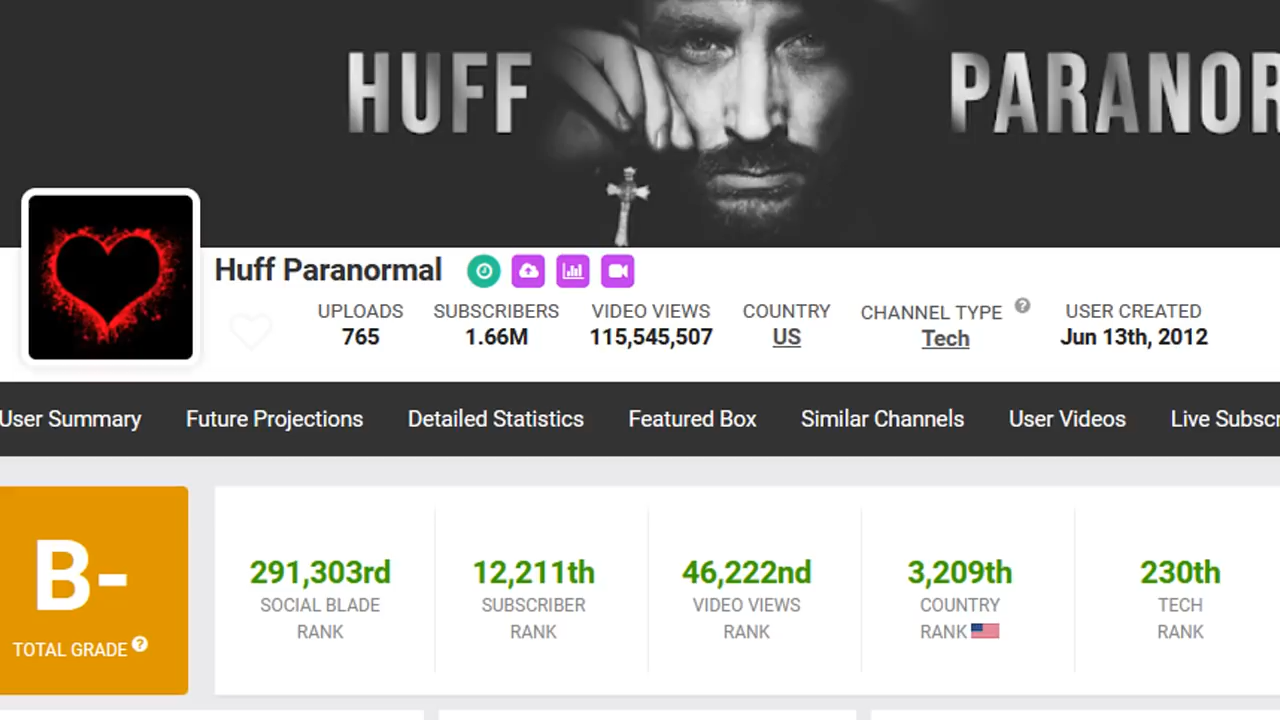 HUFF PARANOR
Huff Paranormal
UPLOADS SUBSCRIBERS VIDEO VIEWS COUNTRY CHANNEL TYPE ? USER CREATED
765 1.66M 115,545,507 US Tech Jun 13th, 2012
User Summary Future Projections Detailed Statistics Featured Box Similar Channels User Videos Live Subscr
B-
TOTAL GRADE ?
291,303rd 12,211th 46,222nd 3,209th 230th
SOCIAL BLADE SUBSCRIBER VIDEO VIEWS COUNTRY TECH
RANK RANK RANK RANK RANK